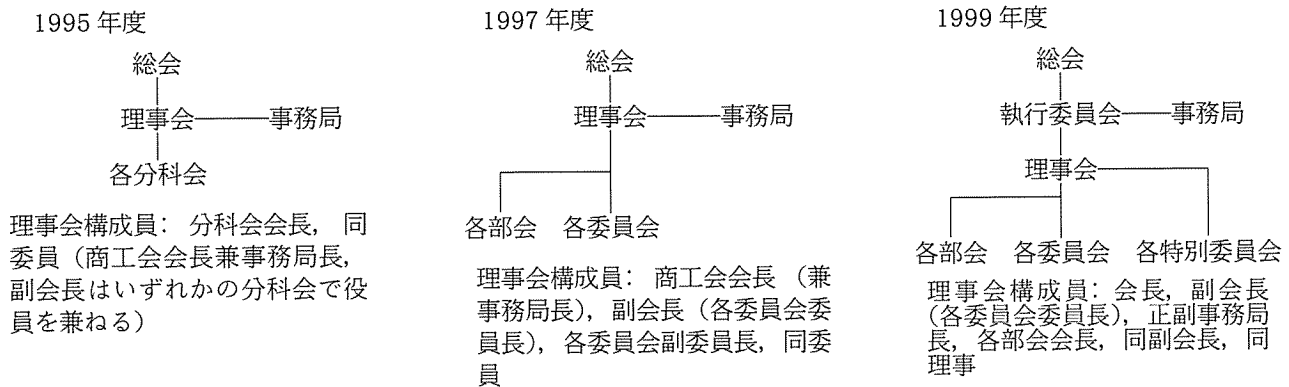 1995年度
総会
理事会 事務局
各分科会
理事会構成員： 分科会会長，同
委員（商工会会長兼事務局長，
副会長はいずれかの分科会で役
員を兼ねる）
1997年度
総会
理事会 事務局
各部会 各委員会
理事会構成員： 商工会会長 （兼
事務局長），副会長（各委員会委
員長），各委員会副委員長，同委
員
1999年度
総会
執行委員会 事務局
理事会
各部会 各委員会 各特別委員会
理事会構成員： 会長，副会長
（各委員会委員長），正副事務局
長，各部会会長，同副会長，同
理事